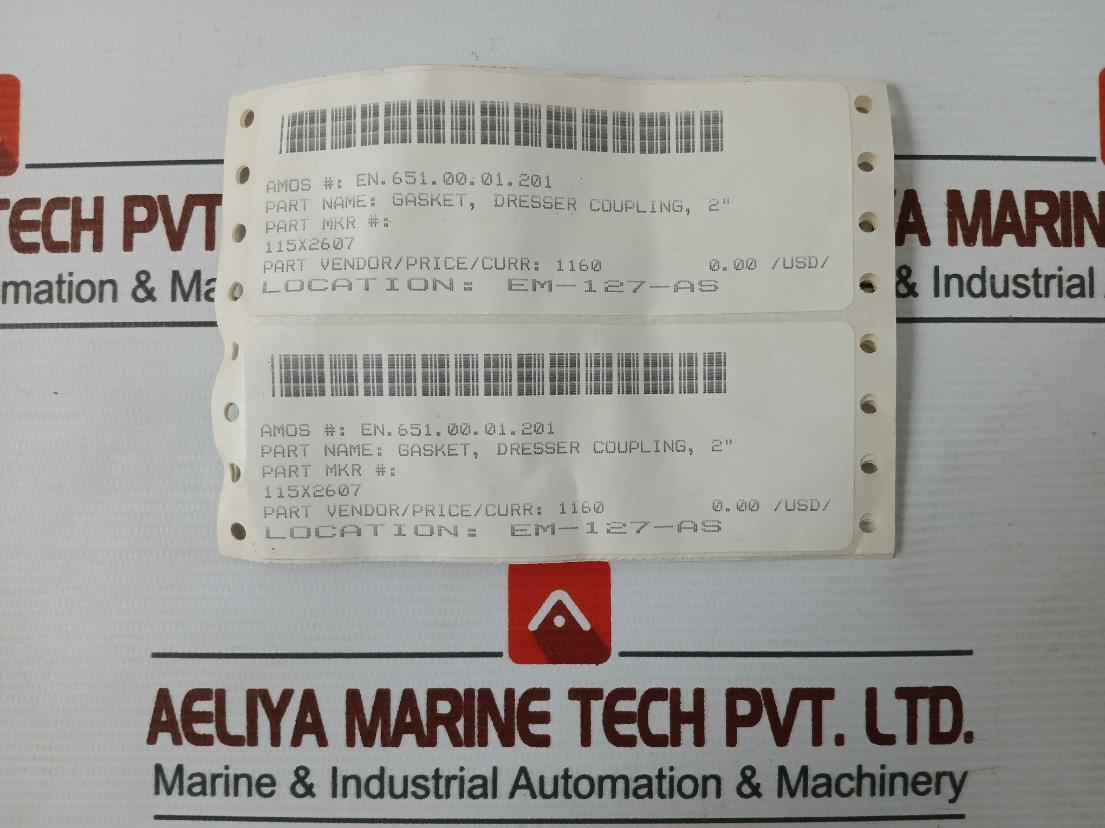 AMOS #: EN.651.00.01.201
PART NAME: GASKET, DRESSER COUPLING, 2"
PART MKR #:
115X2607
PART VENDOR/PRICE/CURR: 1160 0.00 /USD/
LOCATION: EM-127-AS
AMOS #: EN.651.00.01.201
PART NAME: GASKET, DRESSER COUPLING, 2"
PART MKR #:
115X2607
PART VENDOR/PRICE/CURR: 1160 0.00 /USD/
LOCATION: EM-127-AS
TECH PVT
A MARIN
mation & Ma
& Industrial
AELIYA MARINE TECH PVT. LTD.
Marine & Industrial Automation & Machinery